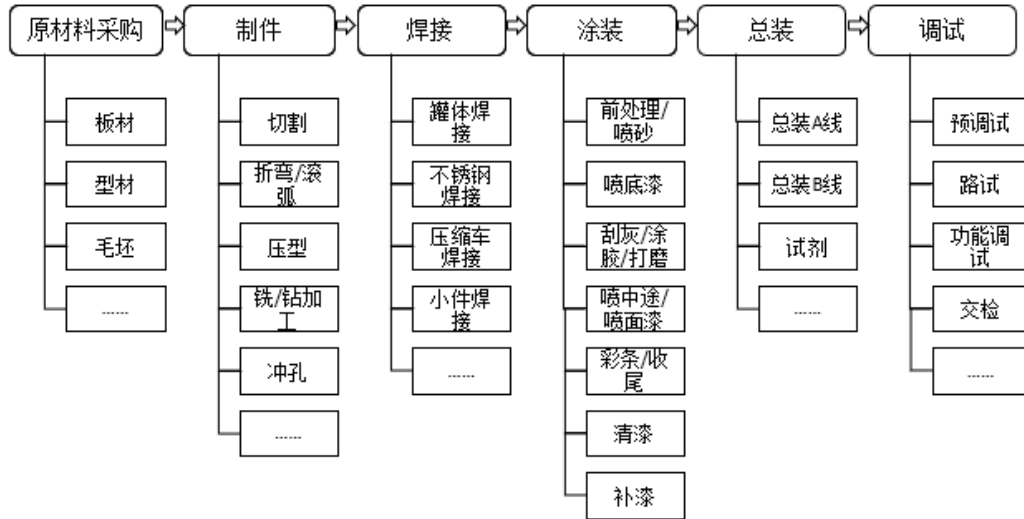 原材料采购
制件
焊接
涂装
总装
调试
板材
型材
毛坯
……
切割
折弯/滚
弧
压型
铣/钻加
工
冲孔
……
罐体焊
接
不锈钢
焊接
压缩车
焊接
小件焊
接
……
前处理/
喷砂
喷底漆
刮灰/涂
胶/打磨
喷中途/
喷面漆
彩条/收
尾
清漆
补漆
总装A线
总装B线
试剂
……
预调试
路试
功能调
试
交检
……